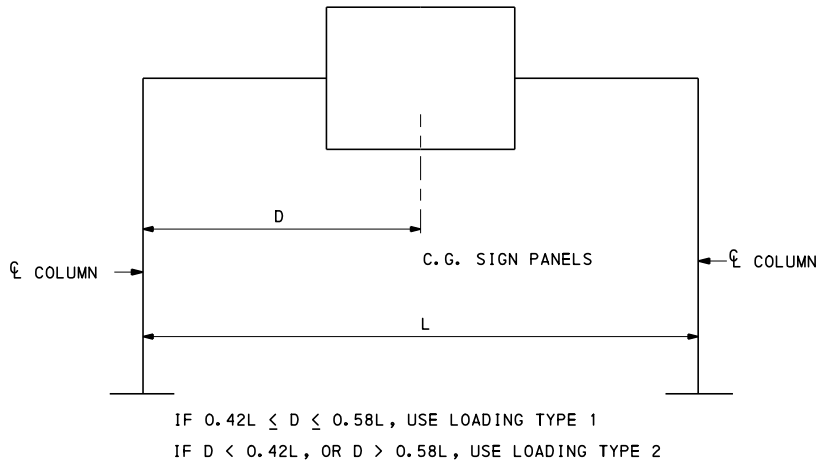 D
C.G. SIGN PANELS
℄ COLUMN
℄ COLUMN
L
IF 0.42L ≤ D ≤ 0.58L, USE LOADING TYPE 1
IF D < 0.42L, OR D > 0.58L, USE LOADING TYPE 2